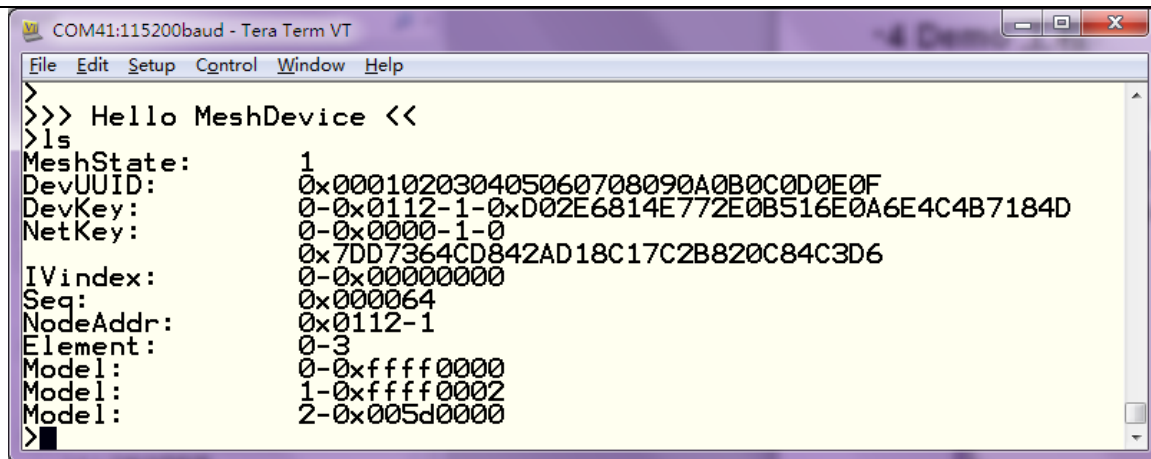 COM41:115200baud - Tera Term VT
File Edit Setup Control Window Help
>
>>> Hello MeshDevice <<
>ls
MeshState: 1
DevUUID: 0x000102030405060708090A0B0C0D0E0F
DevKey: 0-0x0112-1-0xD02E6814E772E0B516E0A6E4C4B7184D
NetKey: 0-0x0000-1-0
0x7DD7364CD842AD18C17C2B820C84C3D6
IVindex: 0-0x00000000
Seq: 0x000064
NodeAddr: 0x0112-1
Element: 0-3
Model: 0-0xffff0000
Model: 1-0xffff0002
Model: 2-0x005d0000
>